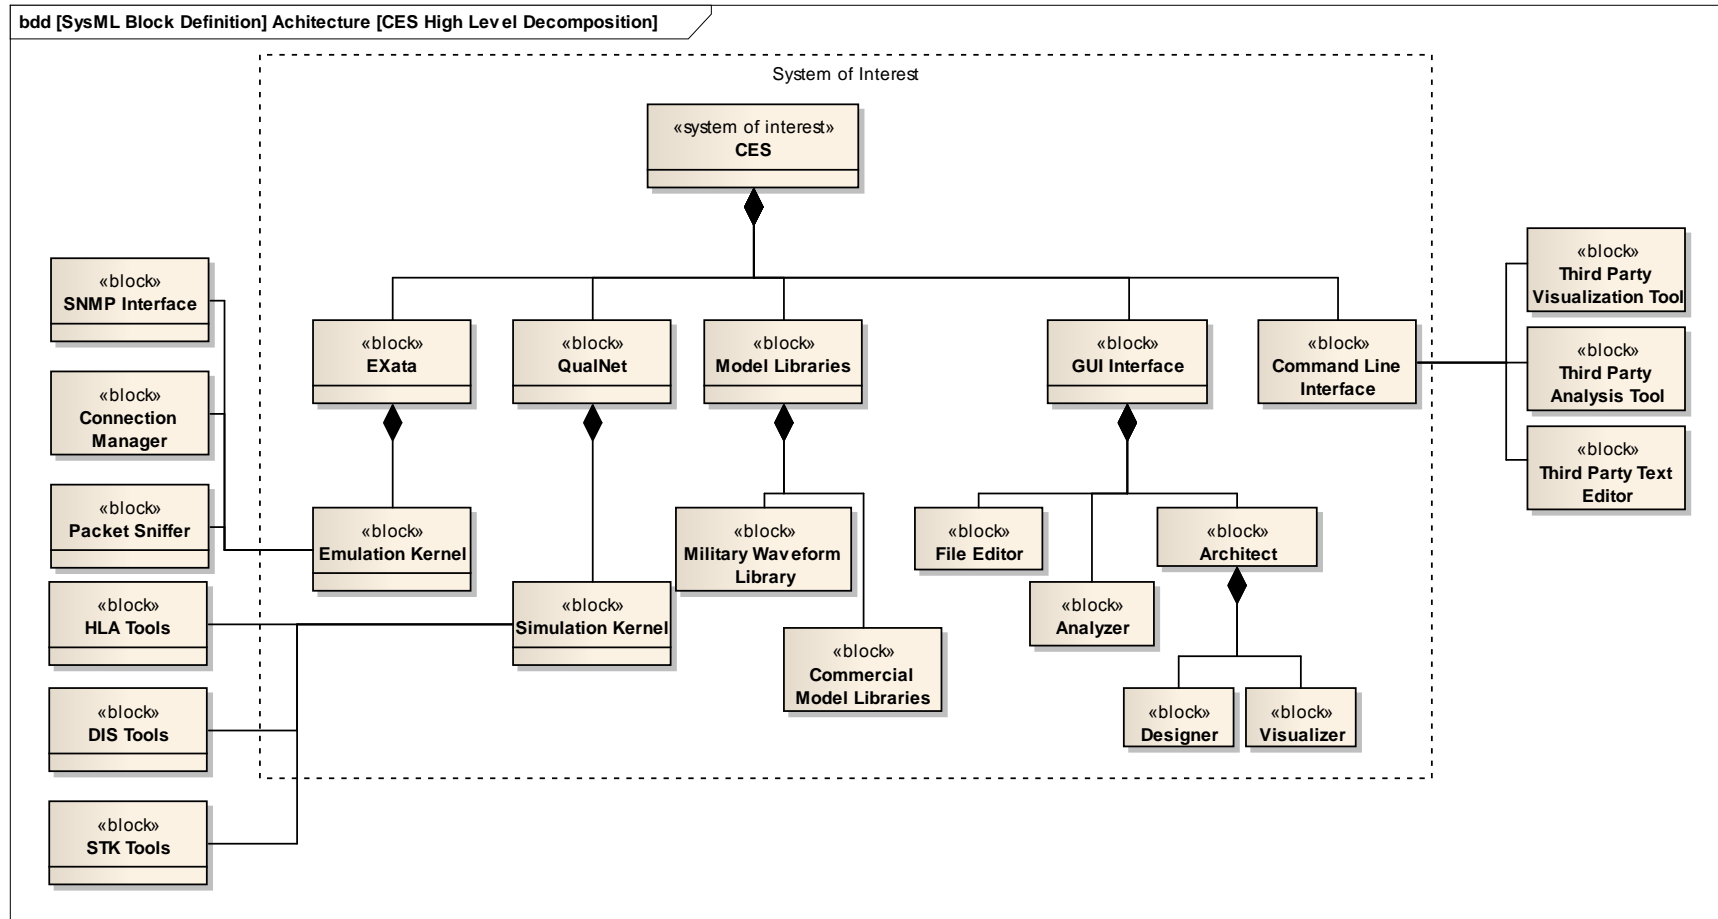 bdd [SysML Block Definition] Achitecture [CES High Level Decomposition]
System of Interest
«system of interest»
CES
«block»
SNMP Interface
«block»
Connection
Manager
«block»
Packet Sniffer
«block»
HLA Tools
«block»
DIS Tools
«block»
STK Tools
«block»
EXata
«block»
QualNet
«block»
Model Libraries
«block»
GUI Interface
«block»
Command Line
Interface
«block»
Emulation Kernel
«block»
Simulation Kernel
«block»
Military Waveform
Library
«block»
Commercial
Model Libraries
«block»
File Editor
«block»
Analyzer
«block»
Architect
«block»
Designer
«block»
Visualizer
«block»
Third Party
Visualization Tool
«block»
Third Party
Analysis Tool
«block»
Third Party Text
Editor